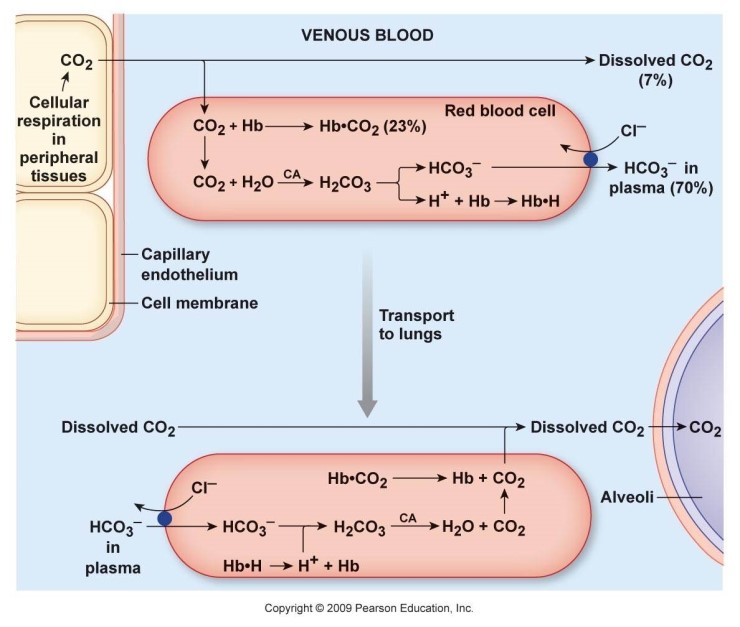 VENOUS BLOOD
CO₂
Dissolved CO₂
(7%)
Cellular
respiration
in
peripheral
tissues
Red blood cell
CO₂ + Hb → Hb•CO₂ (23%)
Cl⁻
CO₂ + H₂O CA → H₂CO₃
HCO₃⁻
HCO₃⁻ in
plasma (70%)
H⁺ + Hb → Hb•H
Capillary
endothelium
Cell membrane
Transport
to lungs
Dissolved CO₂
Dissolved CO₂ → CO₂
Hb•CO₂ → Hb + CO₂
Cl⁻
Alveoli
HCO₃⁻
in
plasma
HCO₃⁻ → H₂CO₃ CA → H₂O + CO₂
Hb•H → H⁺ + Hb
Copyright © 2009 Pearson Education, Inc.